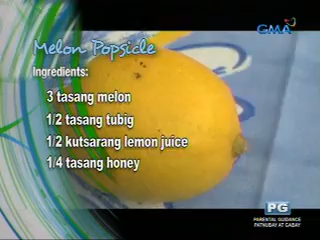 GMA
Melon Popsicle
Ingredients:
3 tasang melon
1/2 tasang tubig
1/2 kutsarang lemon juice
1/4 tasang honey
PG
PARENTAL GUIDANCE
PATNUBAY AT GABAY